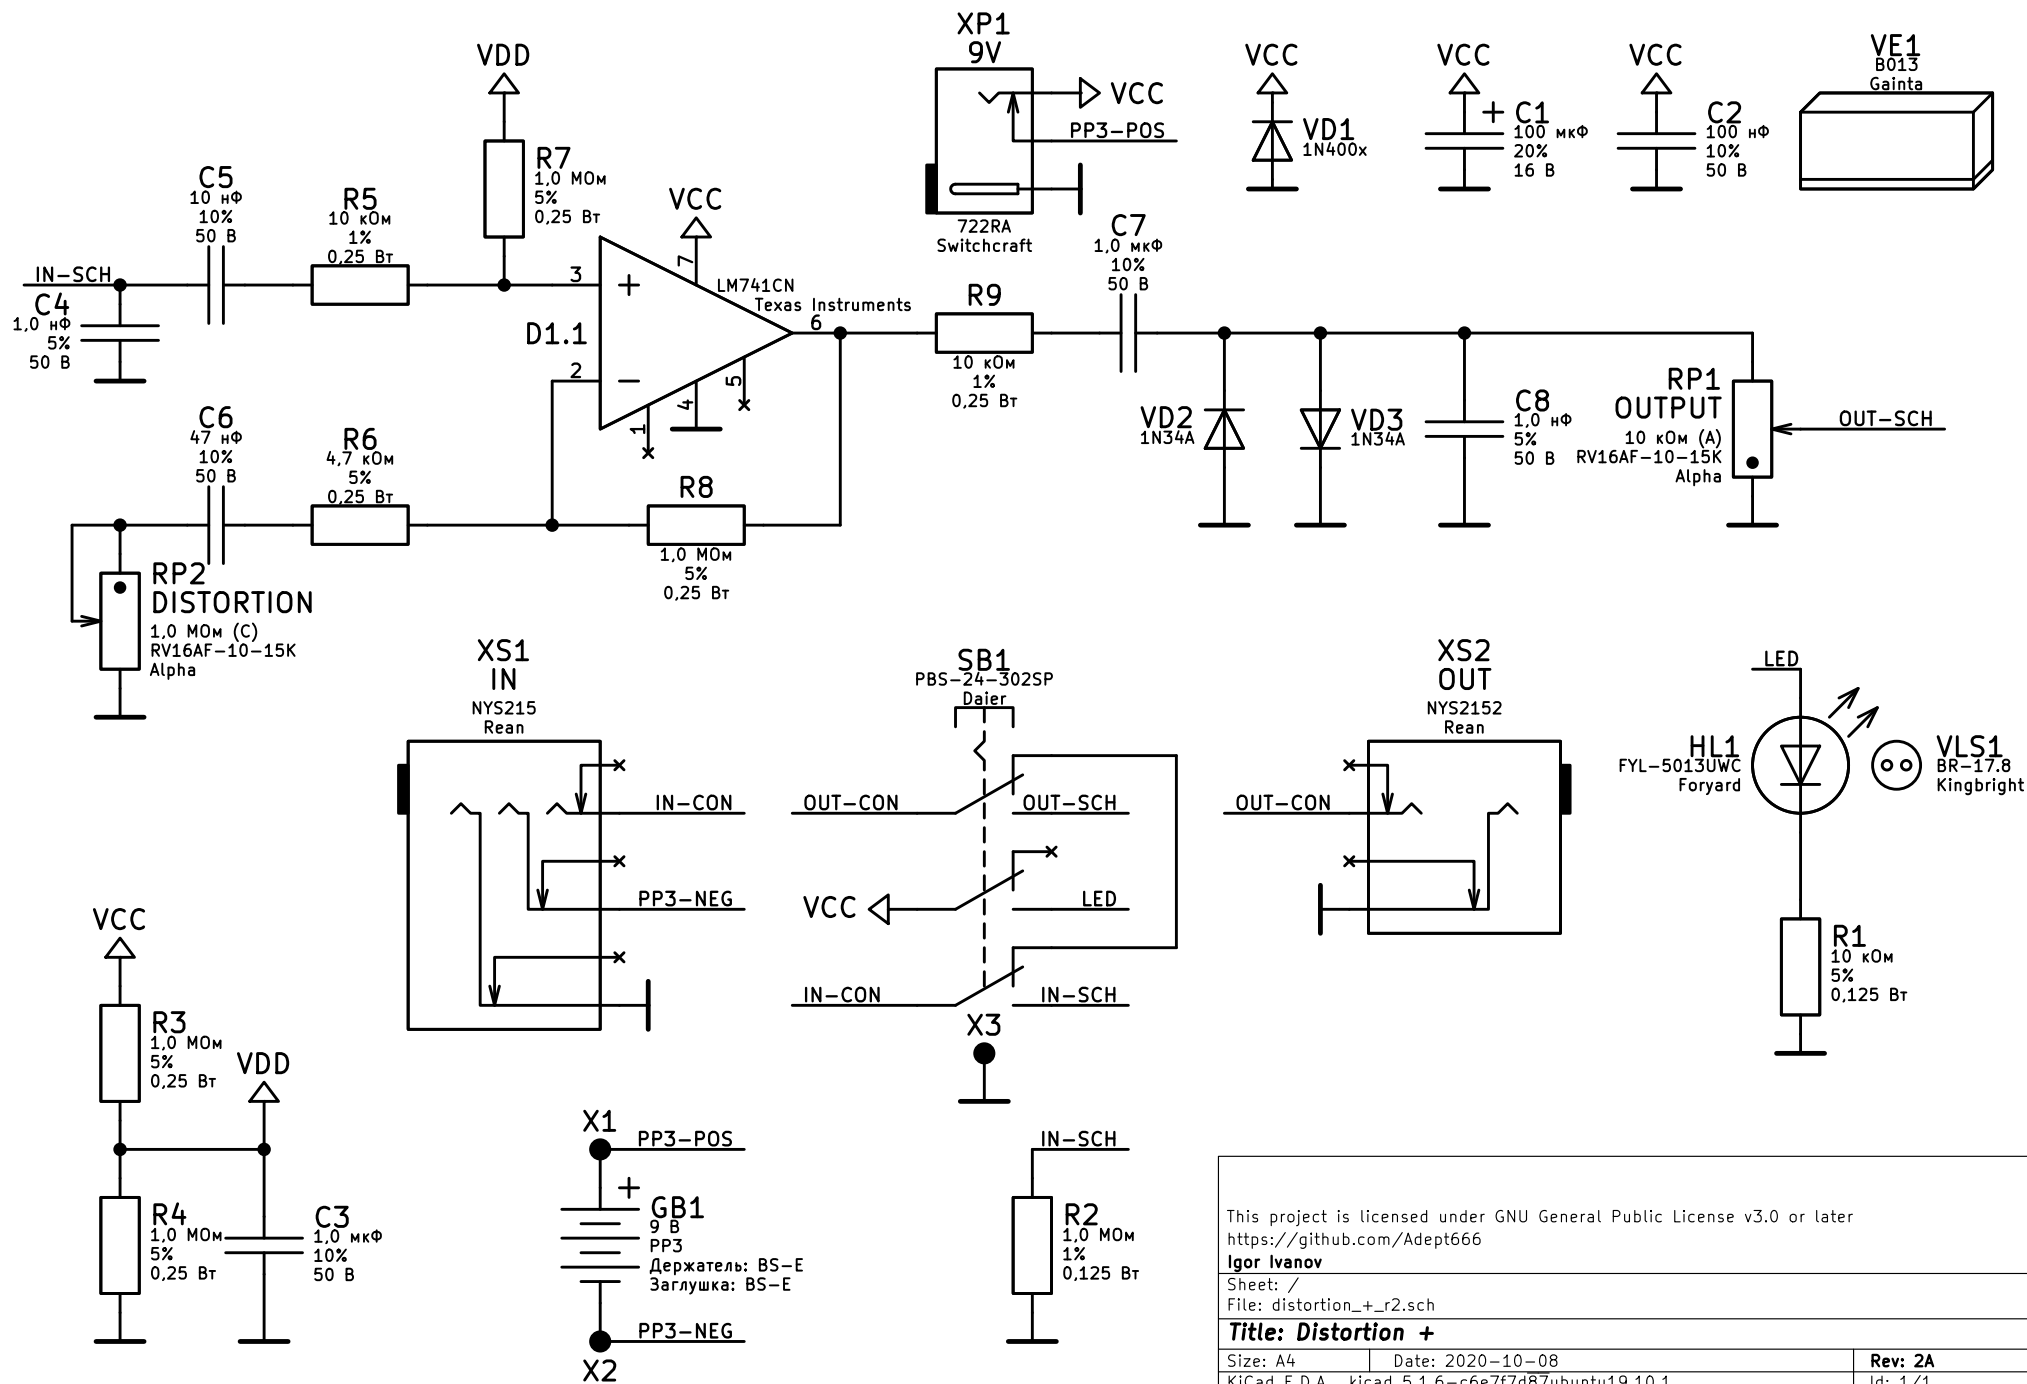 XP1
9V
VCC
PP3-POS
722RA
Switchcraft
VDD
R7
1,0 МОм
5%
0,25 Вт
VCC
VD1
1N400x
VCC
C1
100 мкФ
20%
16 В
VCC
C2
100 нФ
10%
50 В
VE1
B013
Gainta
IN-SCH
C4
1,0 нФ
5%
50 В
C5
10 нФ
10%
50 В
R5
10 кОм
1%
0,25 Вт
VCC
7
3
2
6
1
4
5
D1.1
LM741CN
Texas Instruments
R9
10 кОм
1%
0,25 Вт
C7
1,0 мкФ
10%
50 В
VD2
1N34A
VD3
1N34A
C8
1,0 нФ
5%
50 В
RP1
OUTPUT
10 кОм (A)
RV16AF-10-15K
Alpha
OUT-SCH
C6
47 нФ
10%
50 В
R6
4,7 кОм
5%
0,25 Вт
R8
1,0 МОм
5%
0,25 Вт
RP2
DISTORTION
1,0 МОм (C)
RV16AF-10-15K
Alpha
XS1
IN
NYS215
Rean
IN-CON
PP3-NEG
SB1
PBS-24-302SP
Daier
OUT-CON
OUT-SCH
VCC
LED
IN-CON
IN-SCH
X3
XS2
OUT
NYS2152
Rean
OUT-CON
LED
HL1
FYL-5013UWC
Foryard
VLS1
BR-17.8
Kingbright
R1
10 кОм
5%
0,125 Вт
VCC
R3
1,0 МОм
5%
0,25 Вт
VDD
R4
1,0 МОм
5%
0,25 Вт
C3
1,0 мкФ
10%
50 В
X1
PP3-POS
GB1
9 В
PP3
Держатель: BS-E
Заглушка: BS-E
PP3-NEG
X2
IN-SCH
R2
1,0 МОм
1%
0,125 Вт
This project is licensed under GNU General Public License v3.0 or later
https://github.com/Adept666
Igor Ivanov
Sheet: /
File: distortion_+_r2.sch
Title: Distortion +
Size: A4 Date: 2020-10-08 Rev: 2A
KiCad E.D.A. kicad 5.1.6-c6e7f7d87ubuntu19.10.1 Id: 1/1